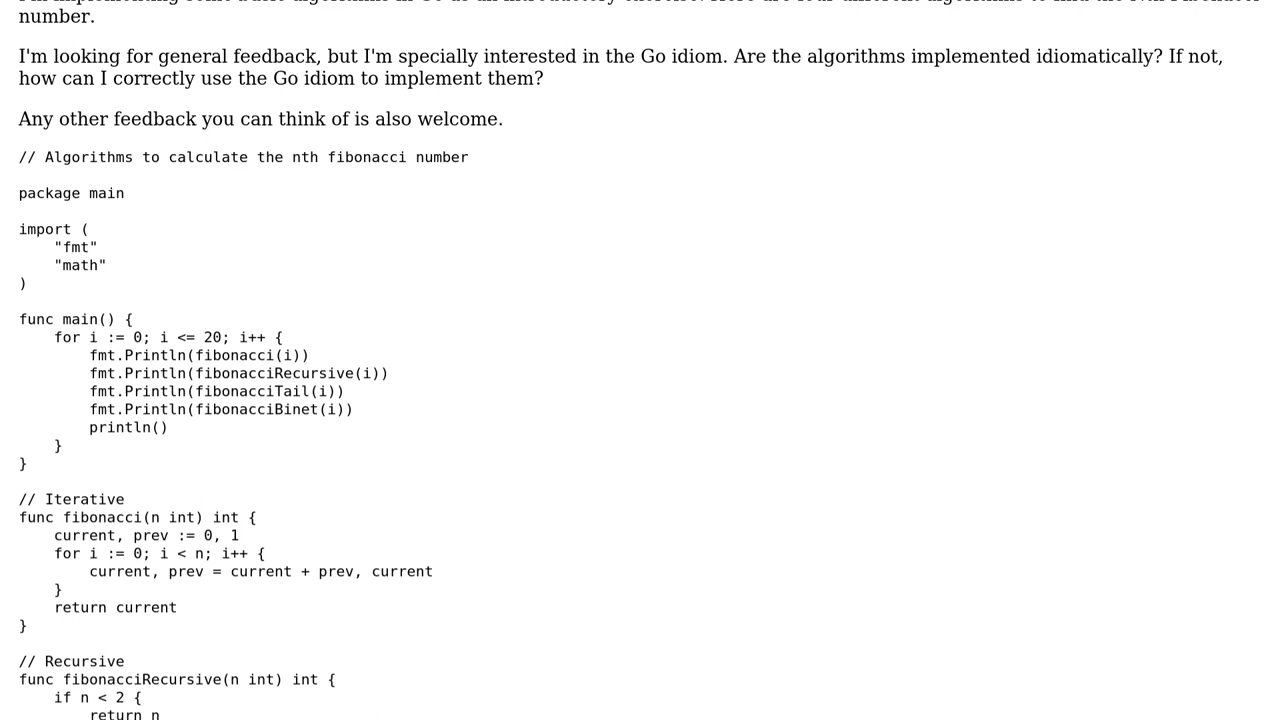 number.
I'm looking for general feedback, but I'm specially interested in the Go idiom. Are the algorithms implemented idiomatically? If not,
how can I correctly use the Go idiom to implement them?
Any other feedback you can think of is also welcome.
// Algorithms to calculate the nth fibonacci number
package main
import (
    "fmt"
    "math"
)
func main() {
    for i := 0; i <= 20; i++ {
        fmt.Println(fibonacci(i))
        fmt.Println(fibonacciRecursive(i))
        fmt.Println(fibonacciTail(i))
        fmt.Println(fibonacciBinet(i))
        println()
    }
}
// Iterative
func fibonacci(n int) int {
    current, prev := 0, 1
    for i := 0; i < n; i++ {
        current, prev = current + prev, current
    }
    return current
}
// Recursive
func fibonacciRecursive(n int) int {
    if n < 2 {
        return n